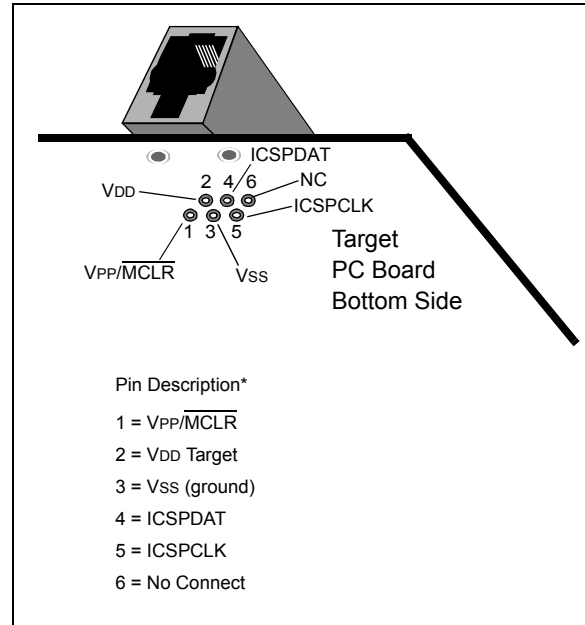 ICSPDAT
VDD 2 4 6 NC
ICSPCLK
1 3 5
VPP/MCLR VSS
Target
PC Board
Bottom Side
Pin Description*
1 = VPP/MCLR
2 = VDD Target
3 = VSS (ground)
4 = ICSPDAT
5 = ICSPCLK
6 = No Connect